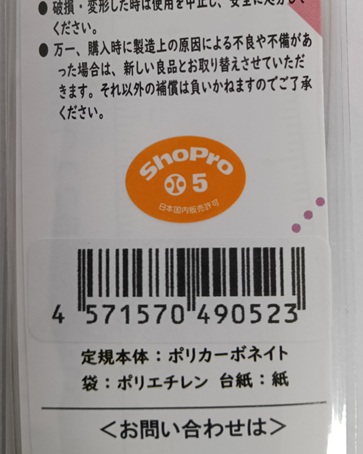 ● 破損・変形した時は使用を中止し、安全に処分して
ください。
● 万一、購入時に製造上の原因による不良や不備があ
った場合は、新しい良品とお取り替えさせていただ
きます。それ以外の補償は負いかねますのでご了承
ください。
ShoPro
5
日本国内販売許可
4 571570 490523
定規本体：ポリカーボネイト
袋：ポリエチレン 台紙：紙
＜お問い合わせは＞